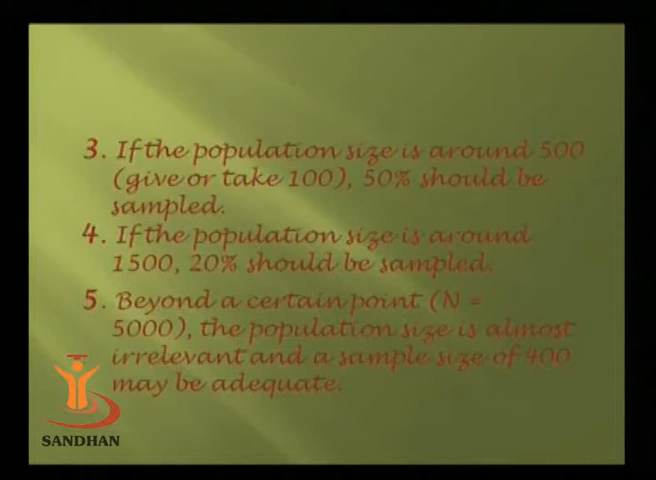 3. If the population size is around 500
(give or take 100), 50% should be
sampled.
4. If the population size is around
1500, 20% should be sampled.
5. Beyond a certain point (N =
5000), the population size is almost
irrelevant and a sample size of 400
may be adequate.
SANDHAN